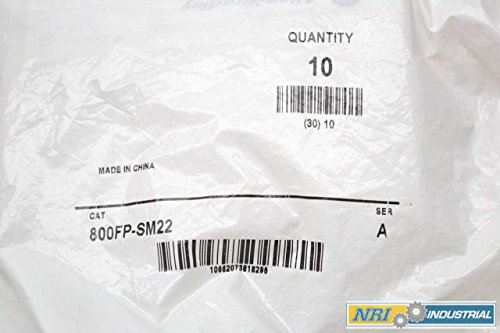 QUANTITY
10
(30) 10
MADE IN CHINA
CAT
SER
800FP-SM22
A
10662073818296
NRI INDUSTRIAL